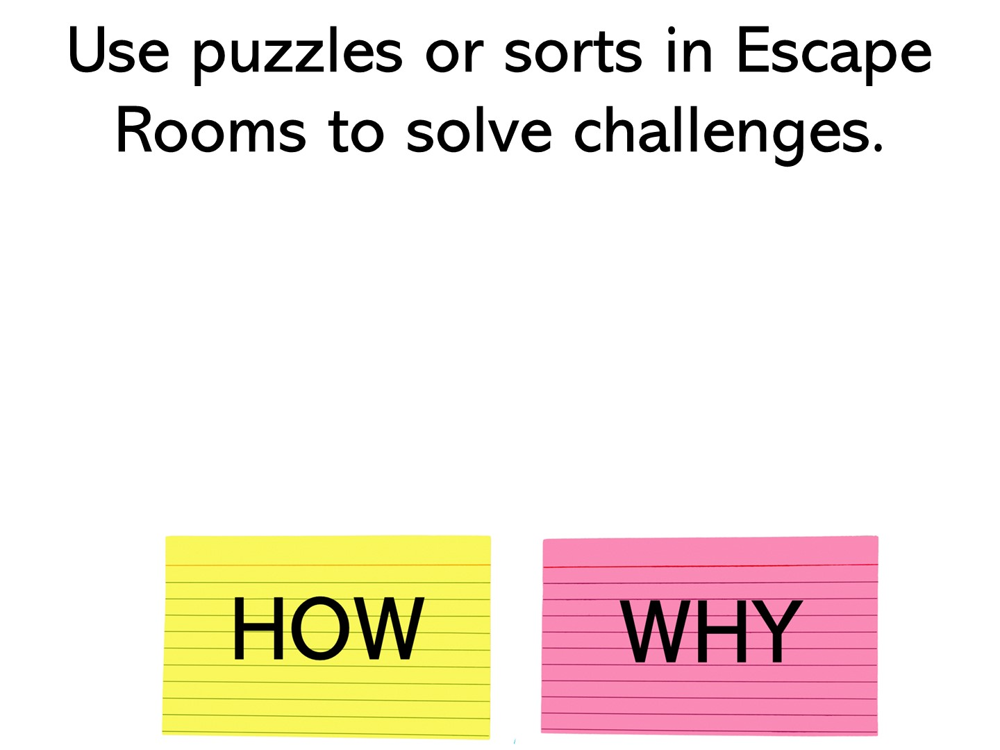 Use puzzles or sorts in Escape
Rooms to solve challenges.
HOW
WHY